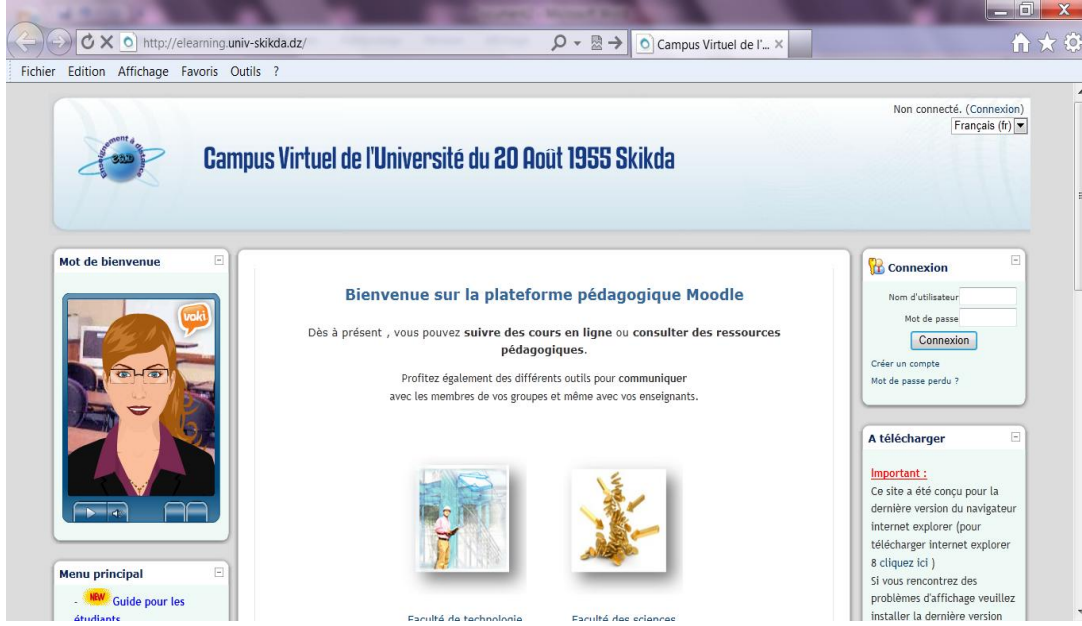 http://elearning.univ-skikda.dz/
Campus Virtuel de l'...
Fichier Edition Affichage Favoris Outils ?
Non connecté. (Connexion)
Français (fr)
Enseignement à distance
EAD
Campus Virtuel de l'Université du 20 Août 1955 Skikda
Mot de bienvenue
voki
Menu principal
- NEW Guide pour les
étudiants
Bienvenue sur la plateforme pédagogique Moodle
Dès à présent , vous pouvez suivre des cours en ligne ou consulter des ressources
pédagogiques.
Profitez également des différents outils pour communiquer
avec les membres de vos groupes et même avec vos enseignants.
Faculté de technologie
Faculté des sciences
Connexion
Nom d'utilisateur
Mot de passe
Connexion
Créer un compte
Mot de passe perdu ?
A télécharger
Important :
Ce site a été conçu pour la
dernière version du navigateur
internet explorer (pour
télécharger internet explorer
8 cliquez ici )
Si vous rencontrez des
problèmes d'affichage veuillez
installer la dernière version